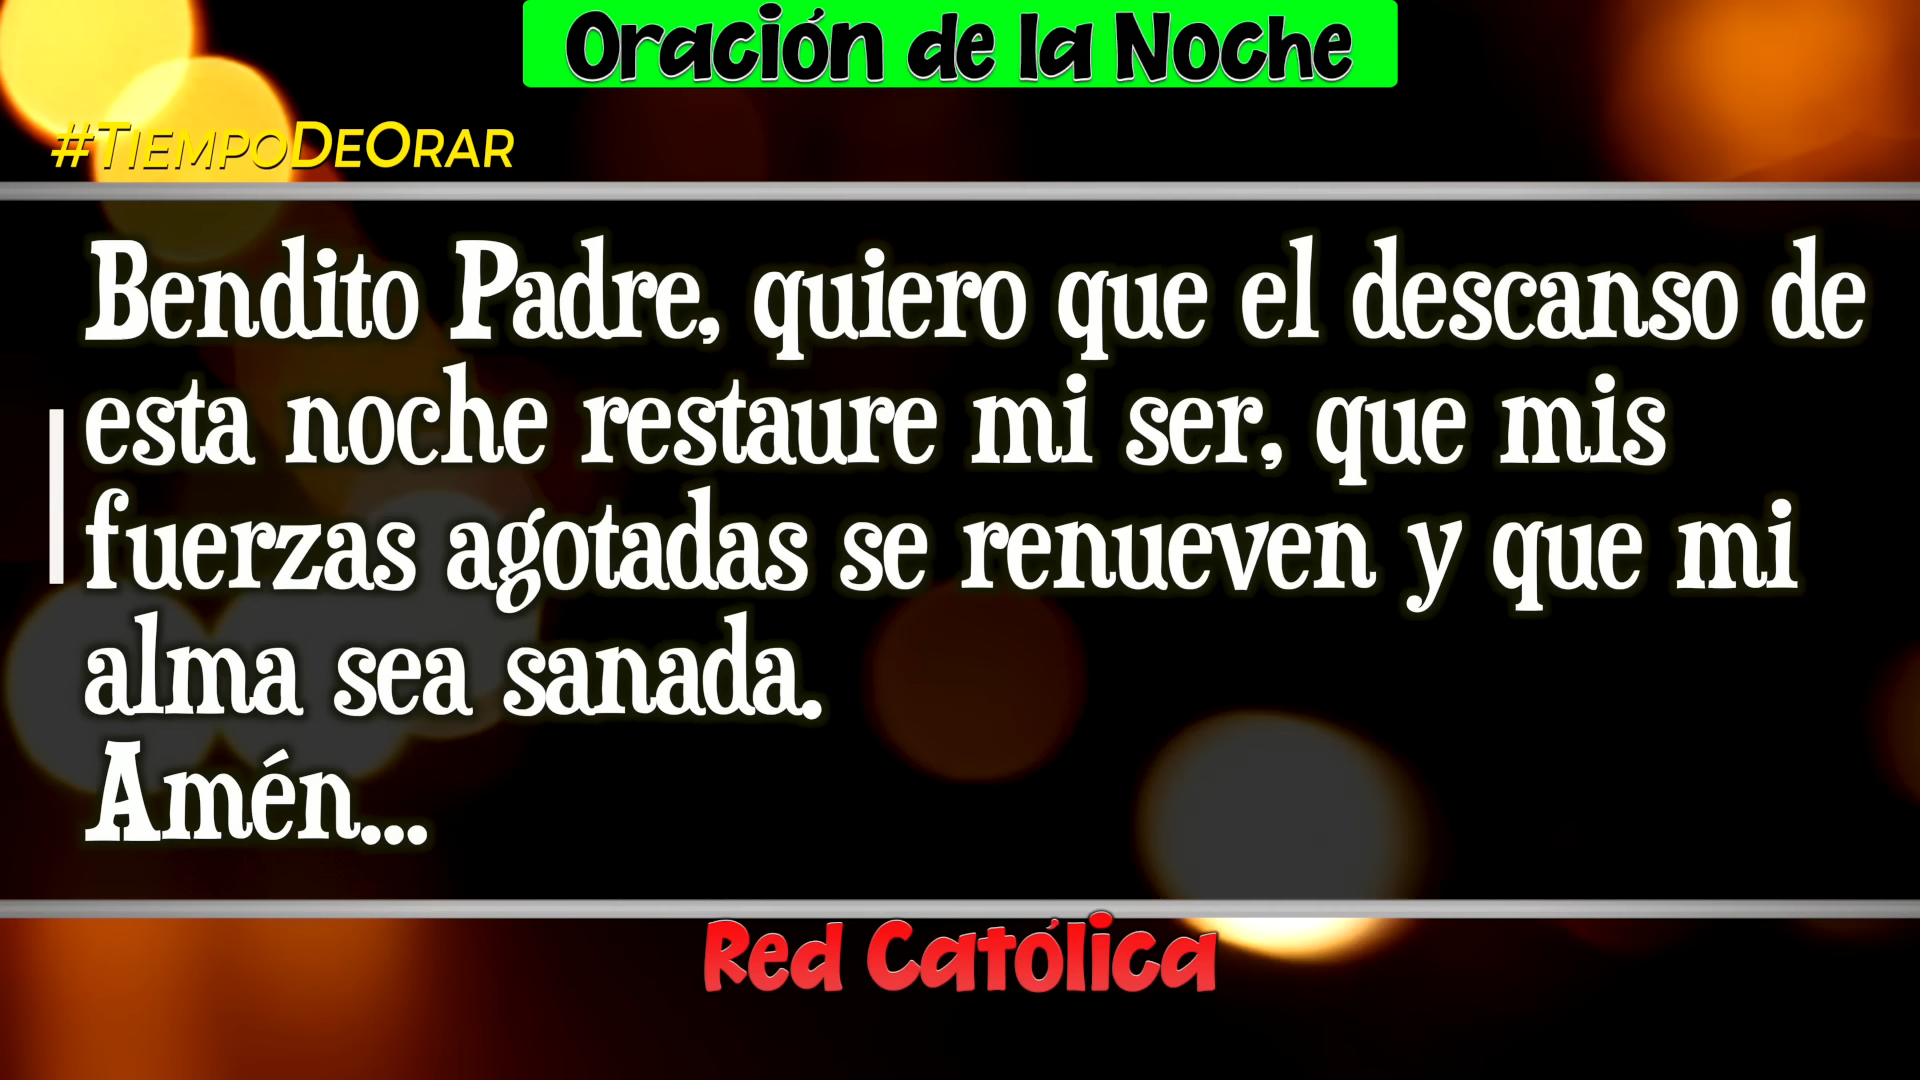 Oración de la Noche
#TiempoDeOrar
Bendito Padre, quiero que el descanso de
esta noche restaure mi ser, que mis
fuerzas agotadas se renueven y que mi
alma sea sanada.
Amén...
Red Católica